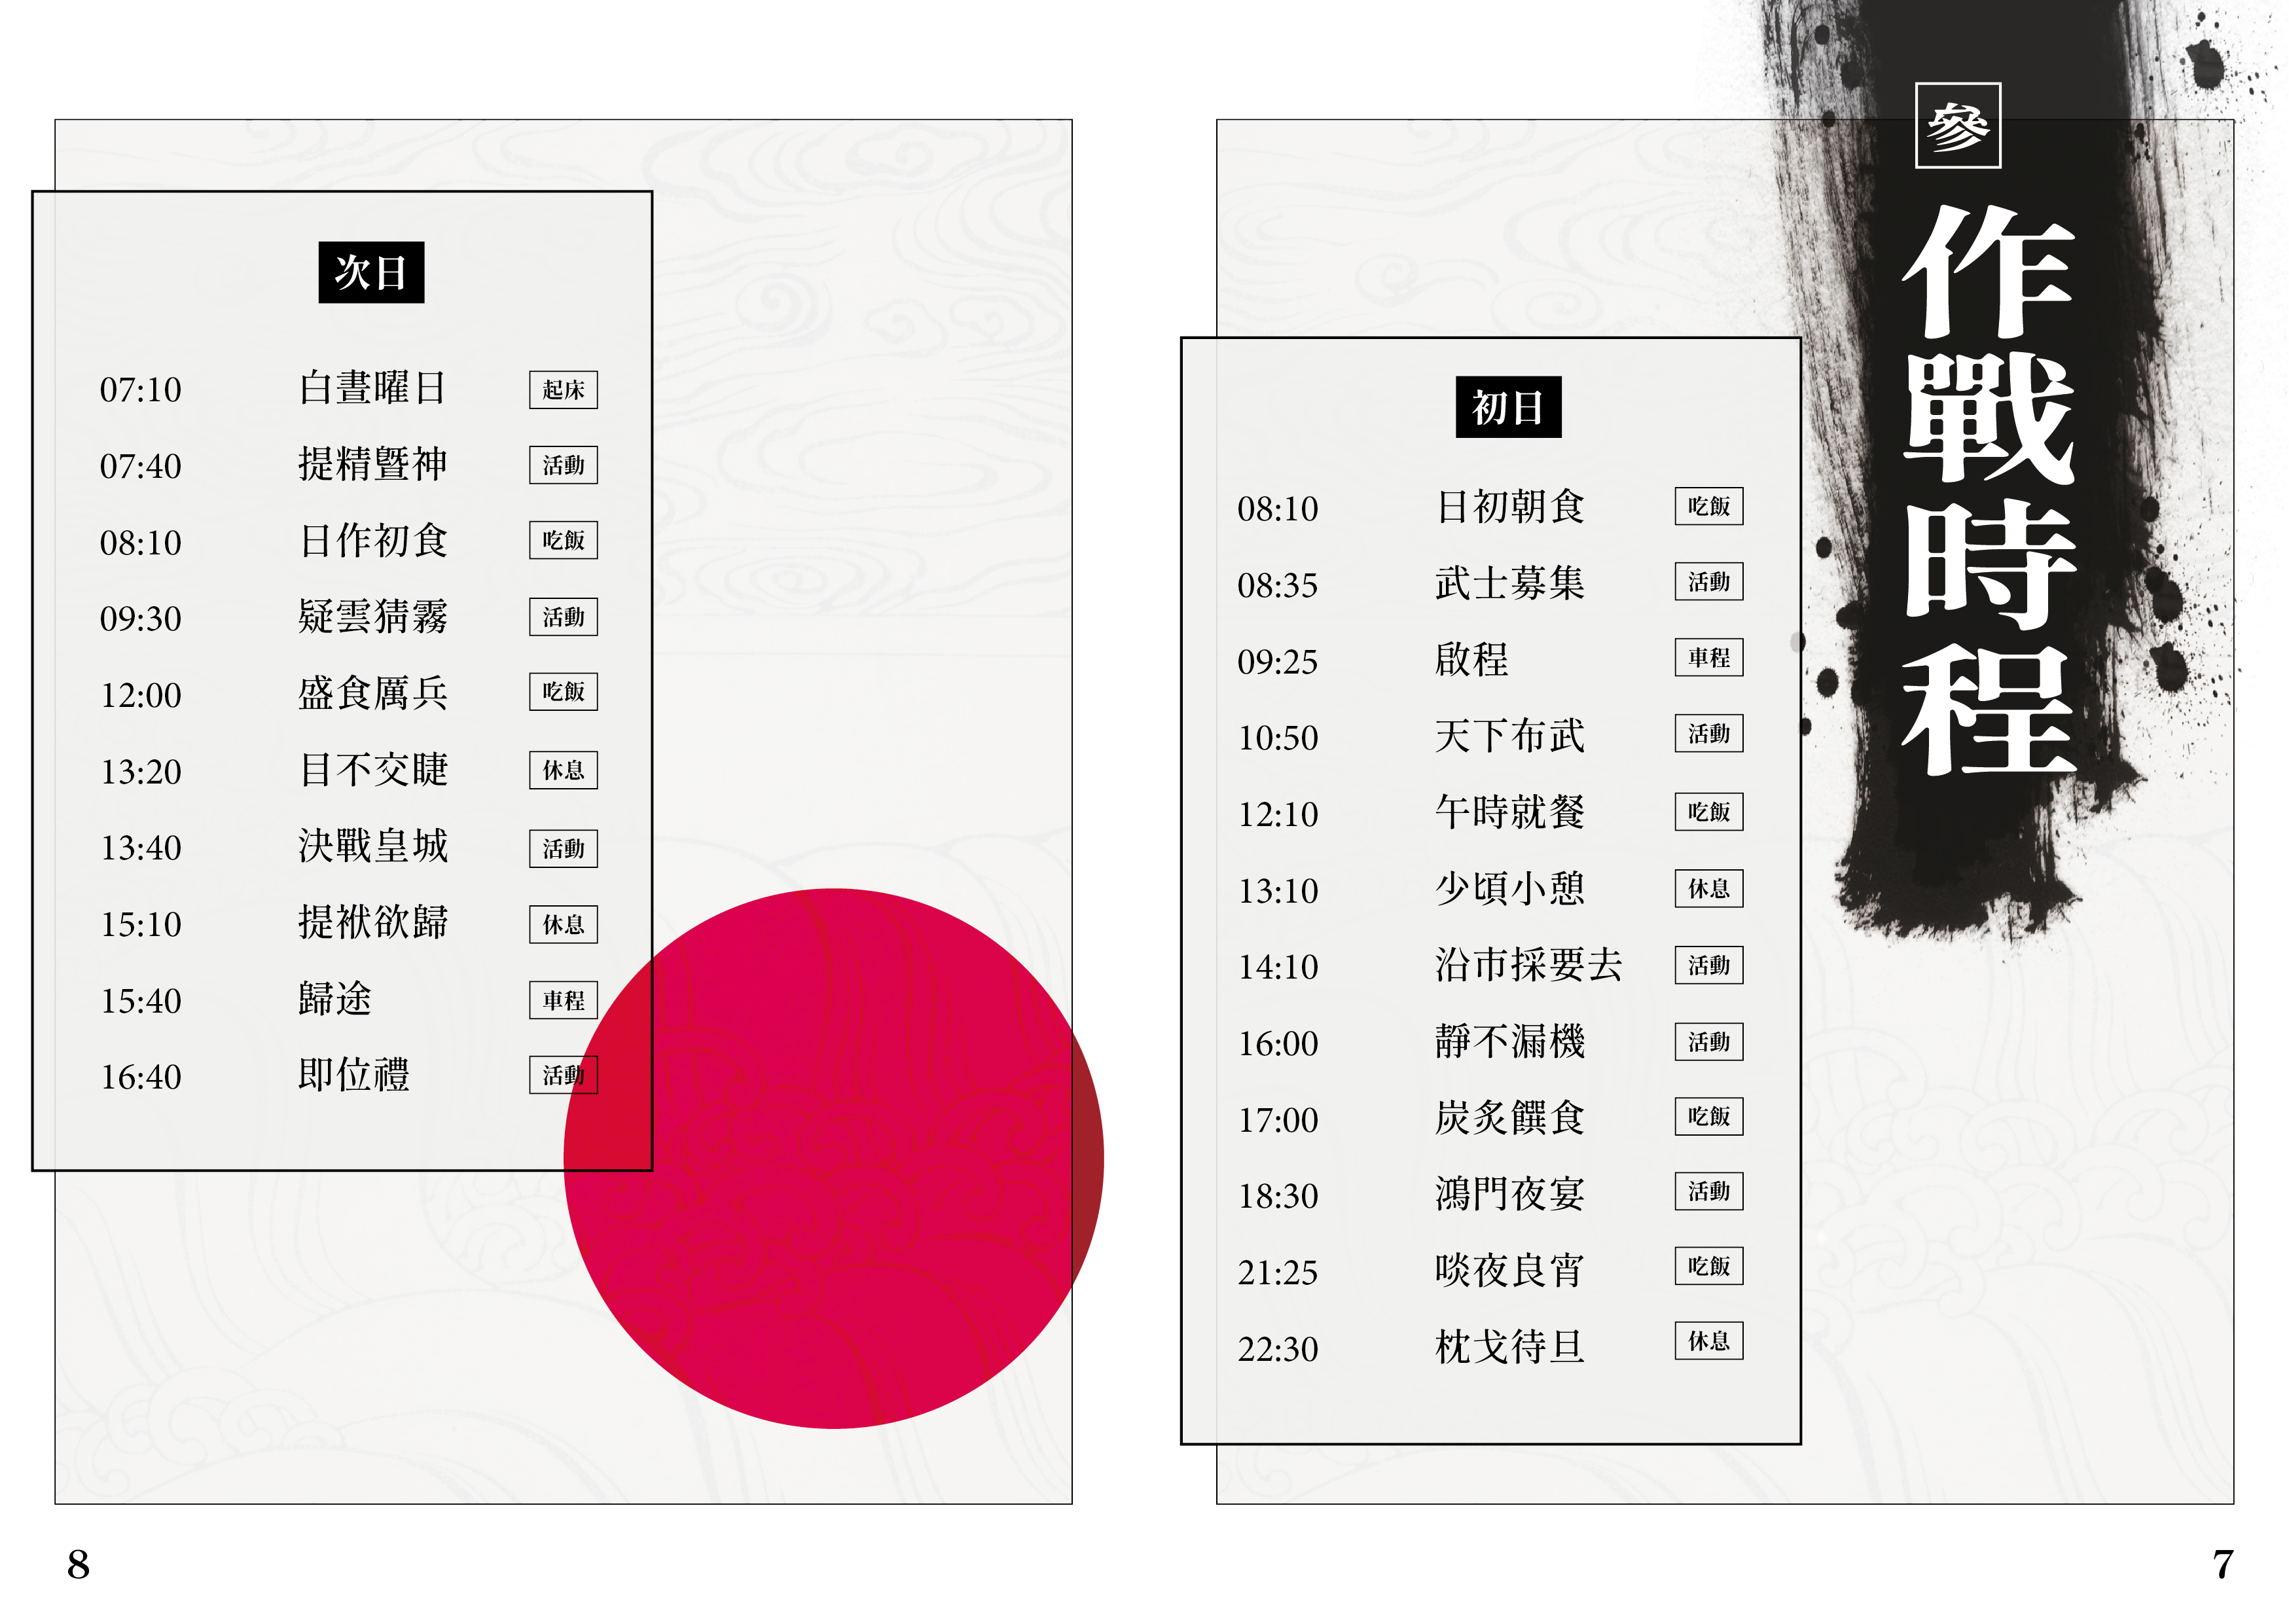 參
作戰時程
初日
08:10 日初朝食 吃飯
08:35 武士募集 活動
09:25 啟程 車程
10:50 天下布武 活動
12:10 午時就餐 吃飯
13:10 少頃小憩 休息
14:10 沿市採要去 活動
16:00 靜不漏機 活動
17:00 炭炙饌食 吃飯
18:30 鴻門夜宴 活動
21:25 啖夜良宵 吃飯
22:30 枕戈待旦 休息
7
次日
07:10 白晝曜日 起床
07:40 提精暨神 活動
08:10 日作初食 吃飯
09:30 疑雲猜霧 活動
12:00 盛食厲兵 吃飯
13:20 目不交睫 休息
13:40 決戰皇城 活動
15:10 提袱欲歸 休息
15:40 歸途 車程
16:40 即位禮 活動
8